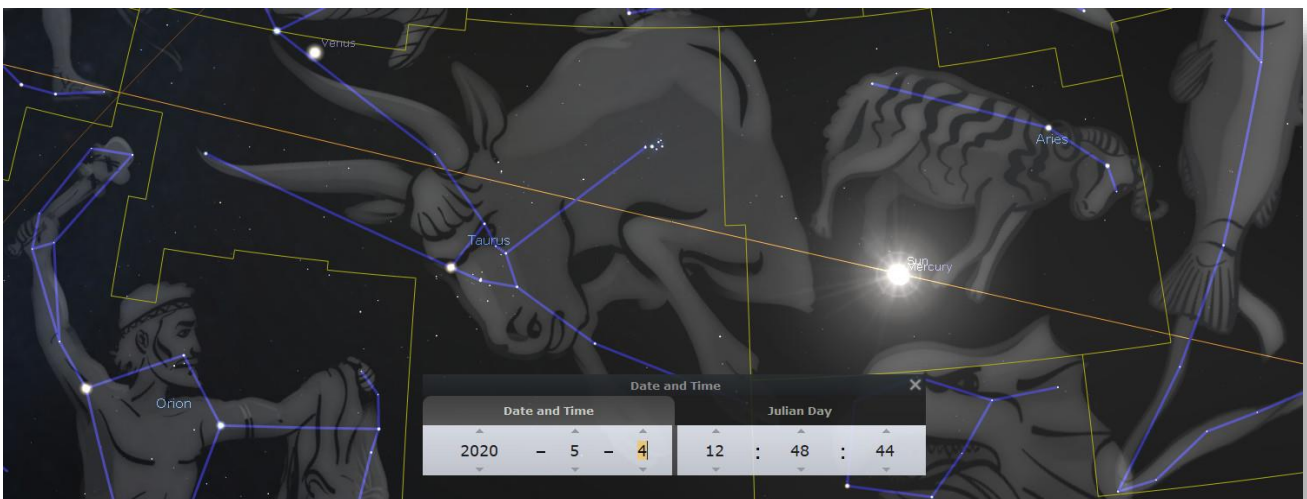 Venus
Aries
Taurus
Sun
Mercury
Orion
Date and Time ×
Date and Time Julian Day
2020 – 5 – 4 12 : 48 : 44